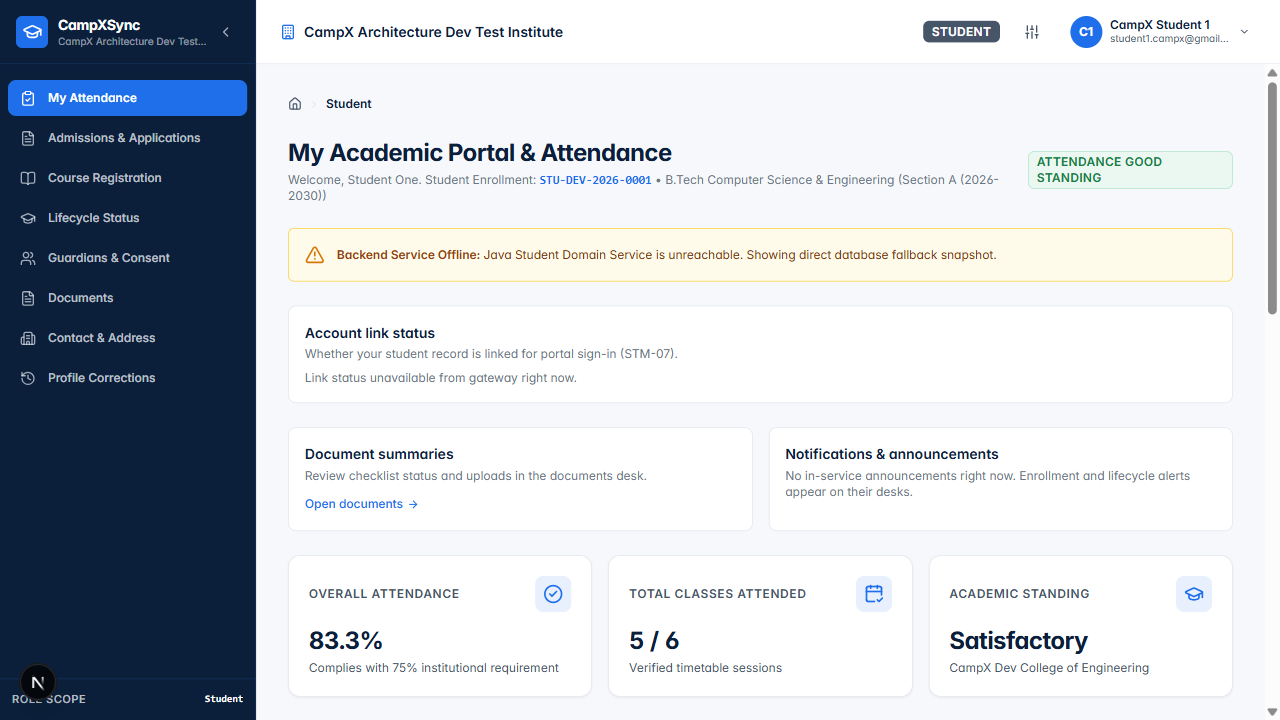 CampXSync
CampX Architecture Dev Test...
My Attendance
Admissions & Applications
Course Registration
Lifecycle Status
Guardians & Consent
Documents
Contact & Address
Profile Corrections
N
ROLE SCOPE
Student
CampX Architecture Dev Test Institute
STUDENT
C1
CampX Student 1
student1.campx@gmail...
Student
My Academic Portal & Attendance
Welcome, Student One. Student Enrollment: STU-DEV-2026-0001 • B.Tech Computer Science & Engineering (Section A (2026-
2030))
ATTENDANCE GOOD
STANDING
Backend Service Offline: Java Student Domain Service is unreachable. Showing direct database fallback snapshot.
Account link status
Whether your student record is linked for portal sign-in (STM-07).
Link status unavailable from gateway right now.
Document summaries
Review checklist status and uploads in the documents desk.
Open documents →
Notifications & announcements
No in-service announcements right now. Enrollment and lifecycle alerts
appear on their desks.
OVERALL ATTENDANCE
83.3%
Complies with 75% institutional requirement
TOTAL CLASSES ATTENDED
5 / 6
Verified timetable sessions
ACADEMIC STANDING
Satisfactory
CampX Dev College of Engineering